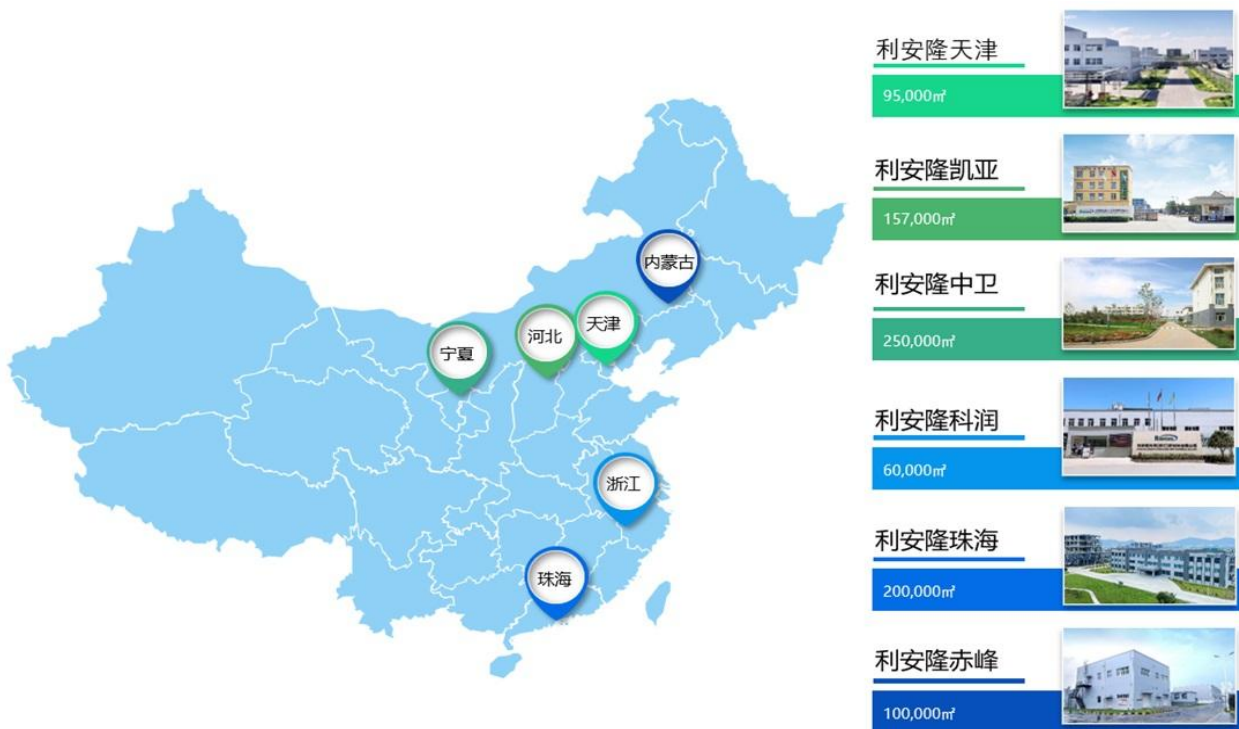 内蒙古
天津
河北
宁夏
浙江
珠海
利安隆天津
95,000㎡
利安隆凯亚
157,000㎡
利安隆中卫
250,000㎡
利安隆科润
60,000㎡
利安隆珠海
200,000㎡
利安隆赤峰
100,000㎡